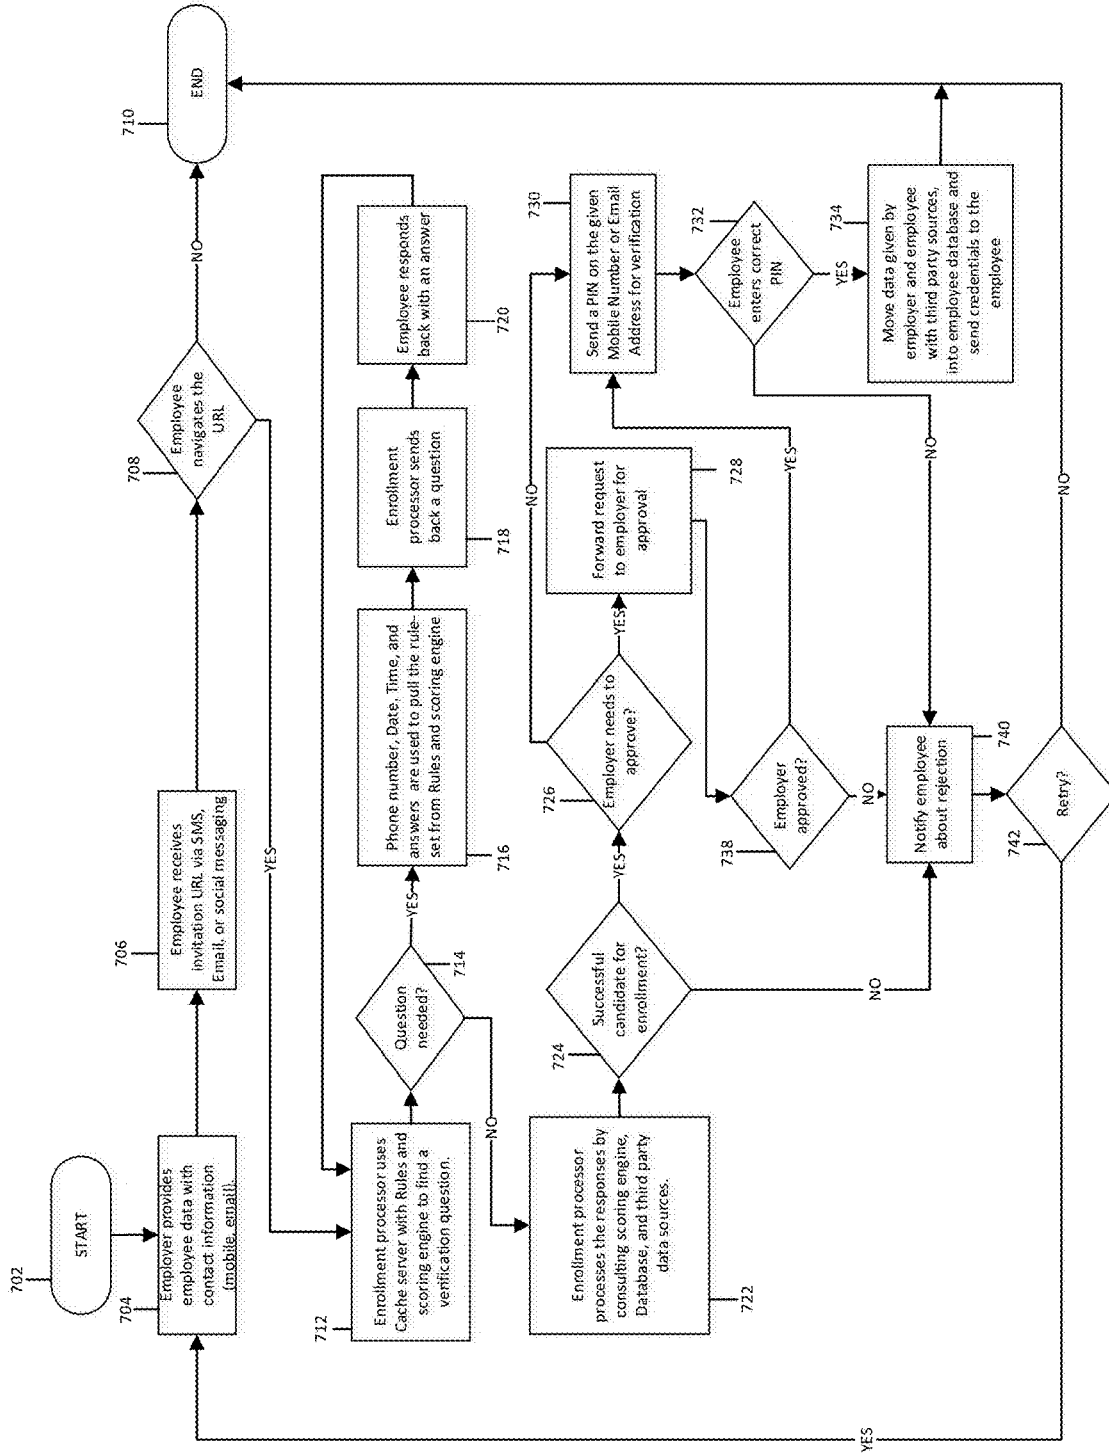 702
START
704
Employer provides
employee data with
contact information
(mobile, email).
706
Employee receives
invitation URL via SMS,
Email, or social messaging
708
Employee
navigates the
URL
NO
710
END
YES
712
Enrollment processor uses
Cache server with Rules and
scoring engine to find a
verification question.
714
Question
needed?
YES
716
Phone number, Date, Time, and
answers are used to pull the rule-
set from Rules and scoring engine
718
Enrollment
processor sends
back a question
720
Employee responds
back with an answer
NO
722
Enrollment processor
processes the responses by
consulting scoring engine,
Database, and third party
data sources.
724
Successful
candidate for
enrollment?
YES
NO
726
Employer needs to
approve?
YES
NO
728
Forward request
to employer for
approval
730
Send a PIN on the given
Mobile Number or Email
Address for verification
732
Employee
enters correct
PIN
YES
NO
734
Move data given by
employer and employee
with third party sources,
into employee database and
send credentials to the
employee
738
Employer
approved?
YES
NO
740
Notify employee
about rejection
742
Retry?
NO
YES